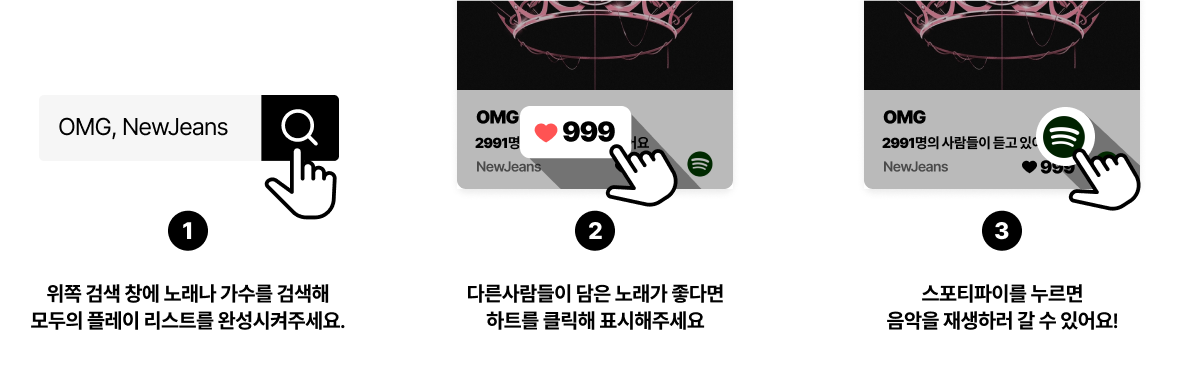 OMG, NewJeans
1
위쪽 검색 창에 노래나 가수를 검색해
모두의 플레이 리스트를 완성시켜주세요.
OMG
999
2991명 어요
NewJeans
2
다른사람들이 담은 노래가 좋다면
하트를 클릭해 표시해주세요
OMG
2991명의 사람들이 듣고 있어
NewJeans
999
3
스포티파이를 누르면
음악을 재생하러 갈 수 있어요!